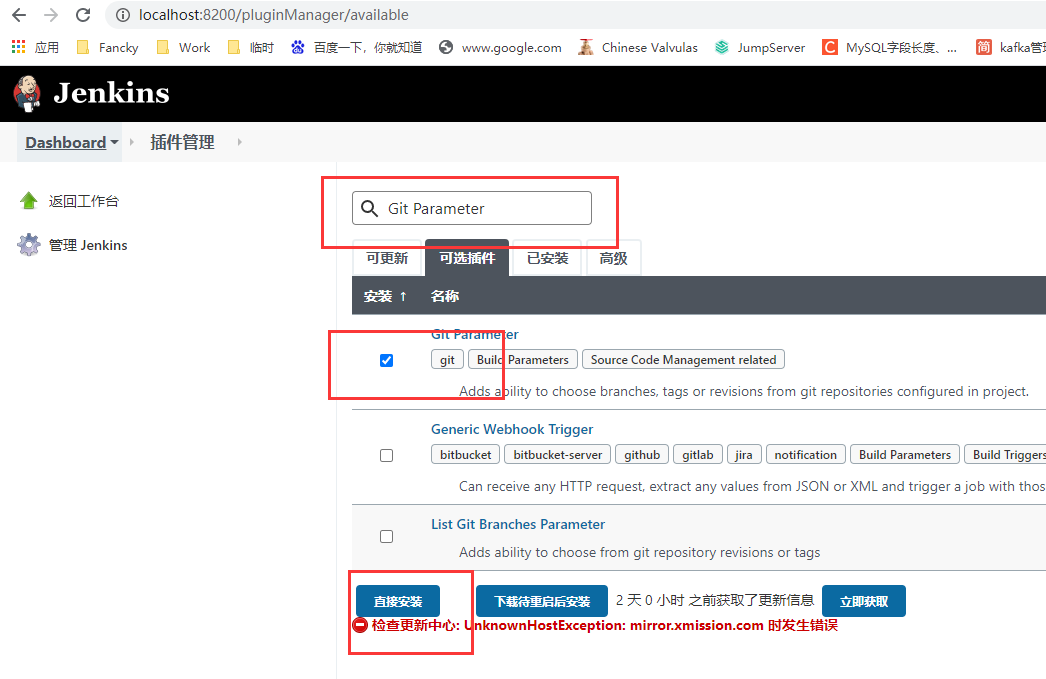 localhost:8200/pluginManager/available
应用 Fancky Work 临时 百度一下，你就知道 www.google.com Chinese Valvulas JumpServer C MySQL字段长度、... 简 kafka管理
Jenkins
Dashboard 插件管理
返回工作台
管理 Jenkins
Git Parameter
可更新 可选插件 已安装 高级
安装 ↑ 名称
Git Parameter
git Build Parameters Source Code Management related
Adds ability to choose branches, tags or revisions from git repositories configured in project.
Generic Webhook Trigger
bitbucket bitbucket-server github gitlab jira notification Build Parameters Build Triggers
Can receive any HTTP request, extract any values from JSON or XML and trigger a job with thos
List Git Branches Parameter
Adds ability to choose from git repository revisions or tags
直接安装 下载待重启后安装 2 天 0 小时 之前获取了更新信息 立即获取
检查更新中心: UnknownHostException: mirror.xmission.com 时发生错误